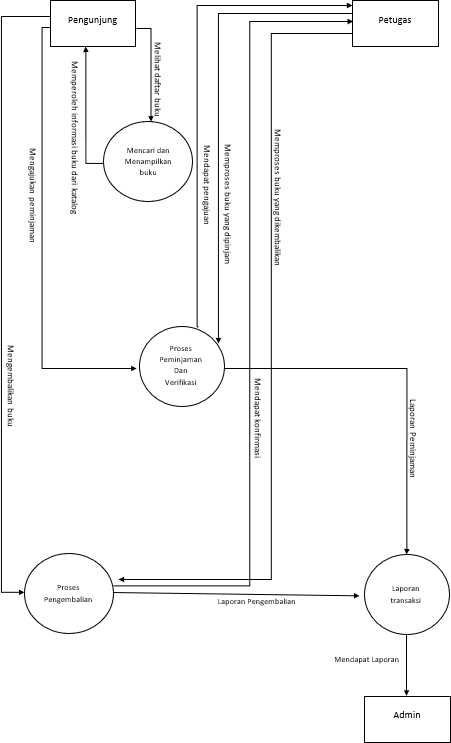 Pengunjung
Petugas
Melihat daftar buku
Memperoleh informasi buku dari katalog
Mencari dan
Menampilkan
buku
Mengajukan peminjaman
Mendapat pengajuan
Memproses buku yang dipinjam
Memproses buku yang dikembalikan
Proses
Peminjaman
Dan
Verifikasi
Mengembalikan buku
Mendapat konfirmasi
Laporan Peminjaman
Proses
Pengembalian
Laporan Pengembalian
Laporan
transaksi
Mendapat Laporan
Admin